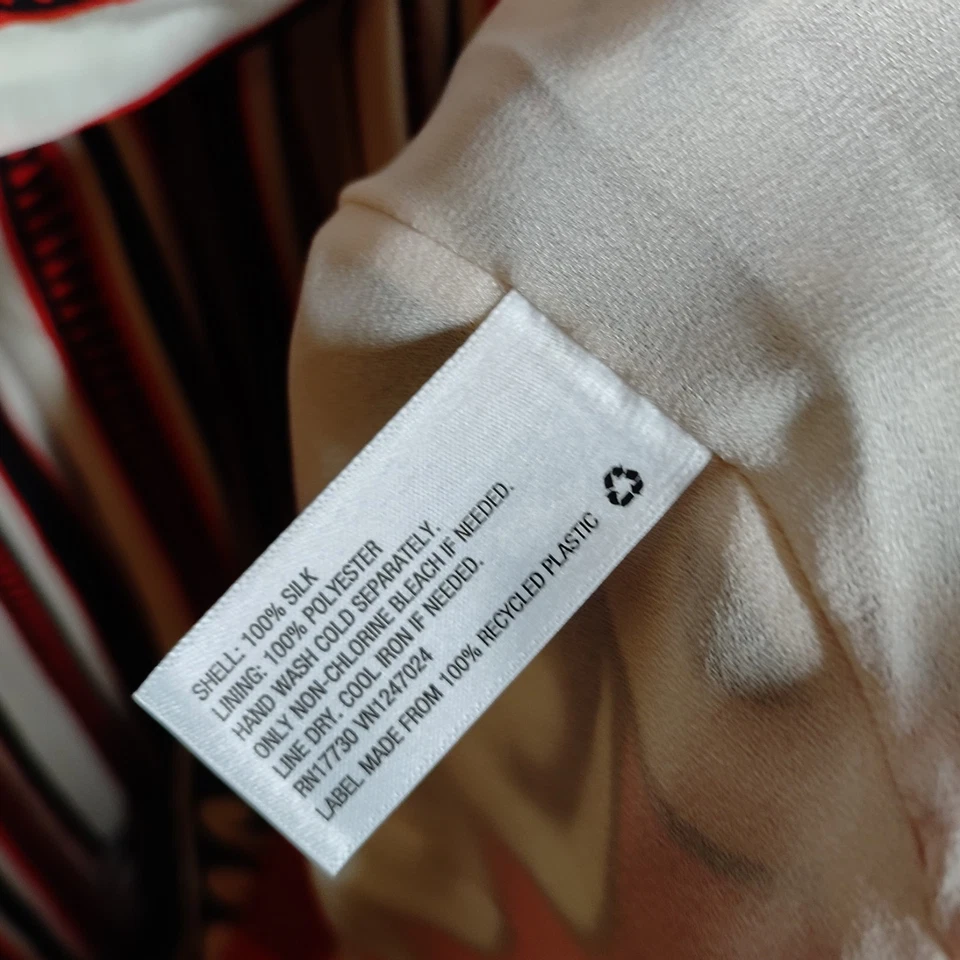 SHELL: 100% SILK
LINING: 100% POLYESTER
HAND WASH COLD SEPARATELY.
ONLY NON-CHLORINE BLEACH IF NEEDED.
LINE DRY. COOL IRON IF NEEDED.
RN17730 VN1247024
LABEL MADE FROM 100% RECYCLED PLASTIC